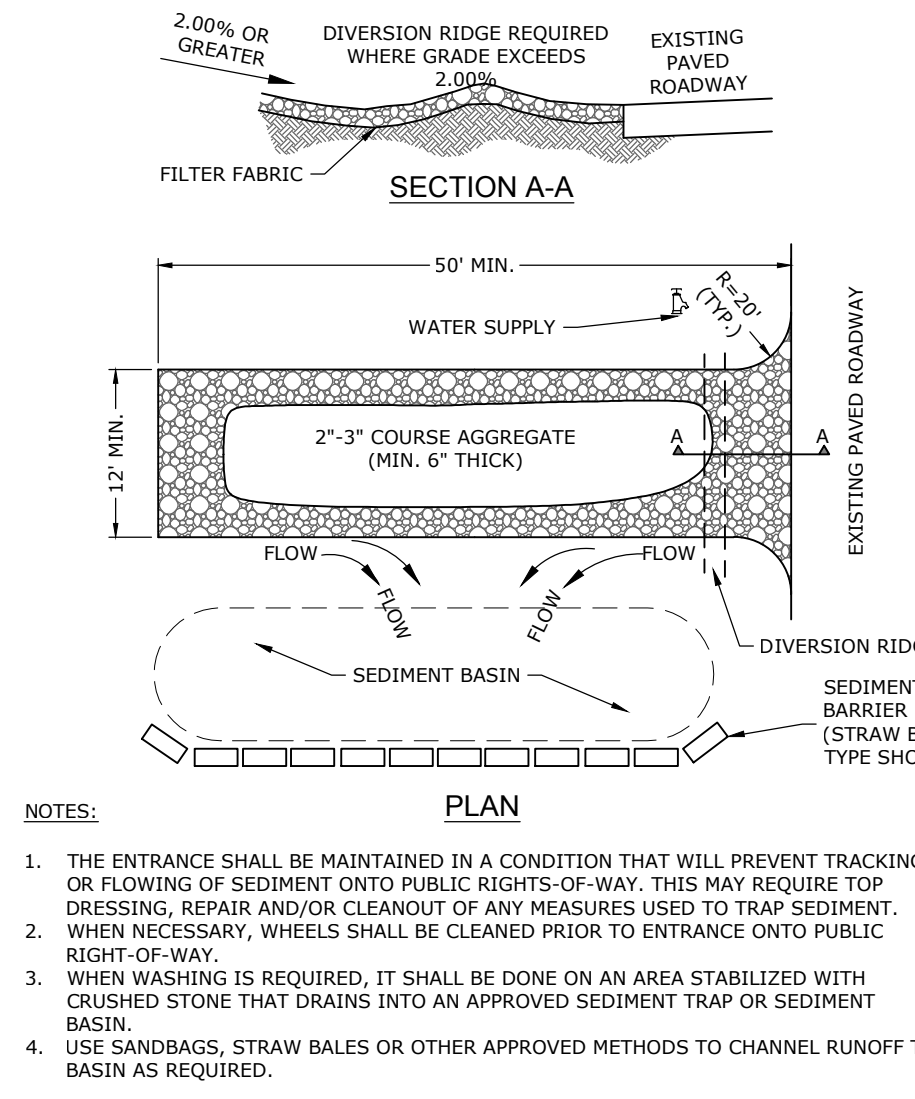 2.00% OR
GREATER
DIVERSION RIDGE REQUIRED
WHERE GRADE EXCEEDS
2.00%
EXISTING
PAVED
ROADWAY
FILTER FABRIC
SECTION A-A
50' MIN.
R=20'
(TYP.)
WATER SUPPLY
EXISTING PAVED ROADWAY
12' MIN.
2"-3" COURSE AGGREGATE
(MIN. 6" THICK)
A
A
FLOW
FLOW
FLOW
FLOW
DIVERSION RIDG
SEDIMENT BASIN
SEDIMENT
BARRIER
(STRAW B
TYPE SHO
PLAN
NOTES:
1. THE ENTRANCE SHALL BE MAINTAINED IN A CONDITION THAT WILL PREVENT TRACKING
OR FLOWING OF SEDIMENT ONTO PUBLIC RIGHTS-OF-WAY. THIS MAY REQUIRE TOP
DRESSING, REPAIR AND/OR CLEANOUT OF ANY MEASURES USED TO TRAP SEDIMENT.
2. WHEN NECESSARY, WHEELS SHALL BE CLEANED PRIOR TO ENTRANCE ONTO PUBLIC
RIGHT-OF-WAY.
3. WHEN WASHING IS REQUIRED, IT SHALL BE DONE ON AN AREA STABILIZED WITH
CRUSHED STONE THAT DRAINS INTO AN APPROVED SEDIMENT TRAP OR SEDIMENT
BASIN.
4. USE SANDBAGS, STRAW BALES OR OTHER APPROVED METHODS TO CHANNEL RUNOFF T
BASIN AS REQUIRED.